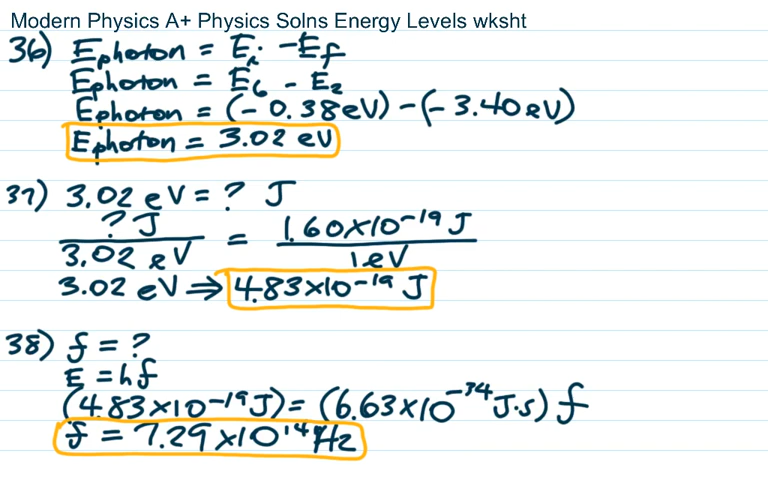 Modern Physics A+ Physics Solns Energy Levels wksht
36) Ephoton = Ei - Ef
Ephoton = E6 - E2
Ephoton = (-0.38eV) - (-3.40eV)
Ephoton = 3.02 eV
37) 3.02 eV = ? J
? J / 3.02 eV = 1.60x10^-19 J / 1eV
3.02 eV ⇒ 4.83x10^-19 J
38) f = ?
E = hf
(4.83x10^-19 J) = (6.63x10^-34 J·s) f
f = 7.29x10^14 Hz